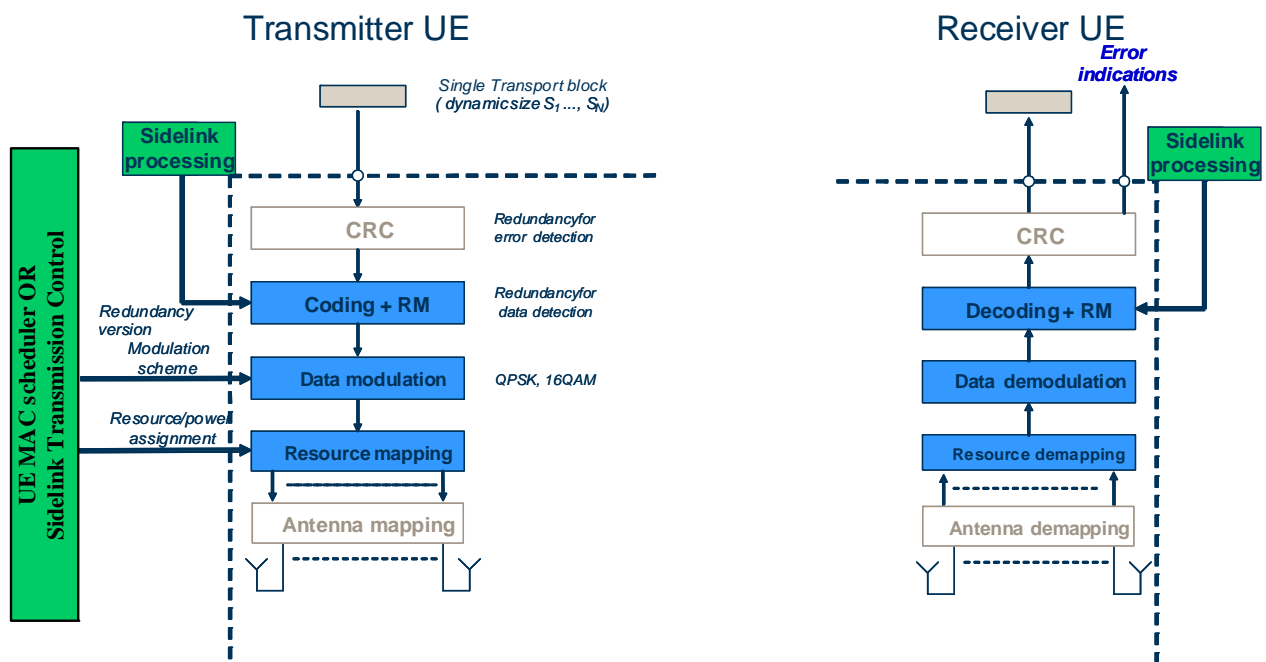 Transmitter UE
Receiver UE
Error
indications
Single Transport block
( dynamicsize S1 ..., SN)
Sidelink
processing
Sidelink
processing
CRC
Redundancyfor
error detection
CRC
UE MAC scheduler OR
Sidelink Transmission Control
Coding + RM
Redundancyfor
data detection
Decoding + RM
Redundancy
version
Modulation
scheme
Data modulation
QPSK, 16QAM
Data demodulation
Resource/power
assignment
Resource mapping
Resource demapping
Antenna mapping
Antenna demapping